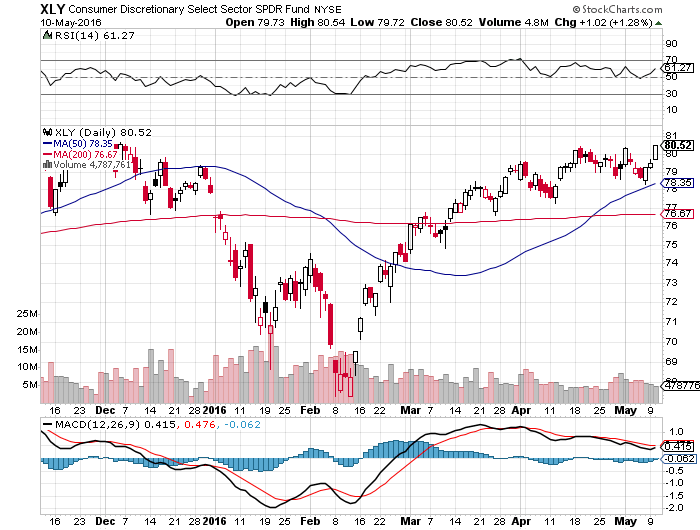 XLY Consumer Discretionary Select Sector SPDR Fund NYSE © StockCharts.com
10-May-2016 Open 79.73 High 80.54 Low 79.72 Close 80.52 Volume 4.8M Chg +1.02 (+1.28%)▲
RSI(14) 61.27
90
70
61.27
50
30
10
XLY (Daily) 80.52
MA(50) 78.35
MA(200) 76.67
Volume 4,787,761
81
80.52
80
79
78.35
78
77
76.67
76
75
74
73
72
71
70
69
25M
20M
15M
10M
5M
478776
16 23 Dec 7 14 21 28 2016 11 19 25 Feb 8 16 22 Mar 7 14 21 28 Apr 11 18 25 May 9
MACD(12,26,9) 0.415, 0.476, -0.062
1.0
0.415
-0.062
-0.5
-1.0
-1.5
-2.0
16 23 Dec 7 14 21 28 2016 11 19 25 Feb 8 16 22 Mar 7 14 21 28 Apr 11 18 25 May 9